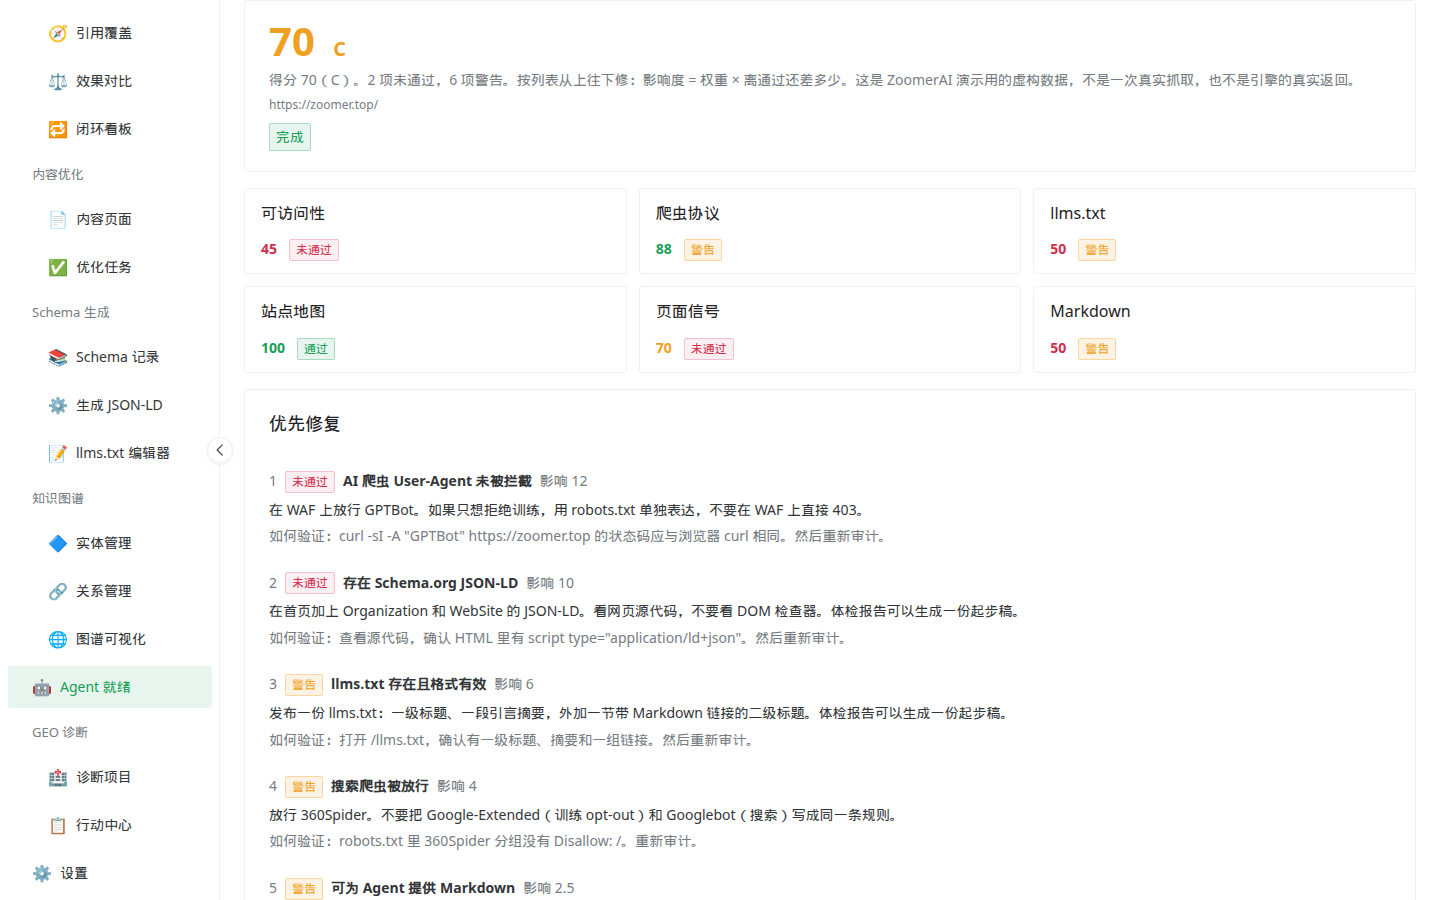 引用覆盖
效果对比
闭环看板
内容优化
内容页面
优化任务
Schema 生成
Schema 记录
生成 JSON-LD
llms.txt 编辑器
知识图谱
实体管理
关系管理
图谱可视化
Agent 就绪
GEO 诊断
诊断项目
行动中心
设置
70 C
得分 70（C）。2 项未通过，6 项警告。按列表从上往下修：影响度 = 权重 × 离通过还差多少。这是 ZoomerAI 演示用的虚构数据，不是一次真实抓取，也不是引擎的真实返回。
https://zoomer.top/
完成
可访问性
45 未通过
爬虫协议
88 警告
llms.txt
50 警告
站点地图
100 通过
页面信号
70 未通过
Markdown
50 警告
优先修复
1 未通过 AI 爬虫 User-Agent 未被拦截 影响 12
在 WAF 上放行 GPTBot。如果只想拒绝训练，用 robots.txt 单独表达，不要在 WAF 上直接 403。
如何验证：curl -sI -A "GPTBot" https://zoomer.top 的状态码应与浏览器 curl 相同。然后重新审计。
2 未通过 存在 Schema.org JSON-LD 影响 10
在首页加上 Organization 和 WebSite 的 JSON-LD。看网页源代码，不要看 DOM 检查器。体检报告可以生成一份起步稿。
如何验证：查看源代码，确认 HTML 里有 script type="application/ld+json"。然后重新审计。
3 警告 llms.txt 存在且格式有效 影响 6
发布一份 llms.txt：一级标题、一段引言摘要，外加一节带 Markdown 链接的二级标题。体检报告可以生成一份起步稿。
如何验证：打开 /llms.txt，确认有一级标题、摘要和一组链接。然后重新审计。
4 警告 搜索爬虫被放行 影响 4
放行 360Spider。不要把 Google-Extended（训练 opt-out）和 Googlebot（搜索）写成同一条规则。
如何验证：robots.txt 里 360Spider 分组没有 Disallow: /。重新审计。
5 警告 可为 Agent 提供 Markdown 影响 2.5